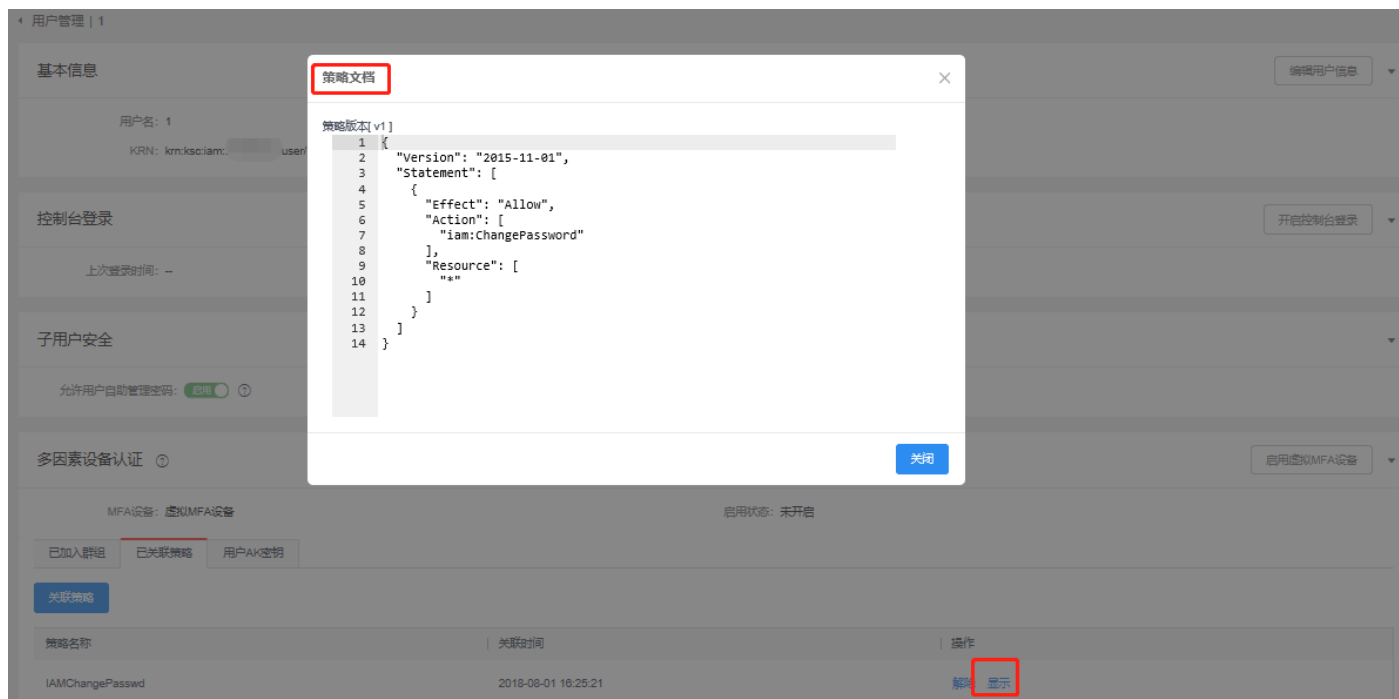 用户管理 | 1
基本信息
编辑用户信息
用户名: 1
KRN: krn:ksc:iam:
user/
控制台登录
开启控制台登录
上次登录时间: --
子用户安全
允许用户自助管理密码: 启用
多因素设备认证
启用虚拟MFA设备
MFA设备: 虚拟MFA设备
启用状态: 未开启
已加入群组 已关联策略 用户AK密钥
关联策略
策略名称 关联时间 操作
IAMChangePasswd 2018-08-01 16:25:21 解除 显示
策略文档
策略版本[ v1 ]
1 {
2 "Version": "2015-11-01",
3 "Statement": [
4 {
5 "Effect": "Allow",
6 "Action": [
7 "iam:ChangePassword"
8 ],
9 "Resource": [
10 "*"
11 ]
12 }
13 ]
14 }
关闭